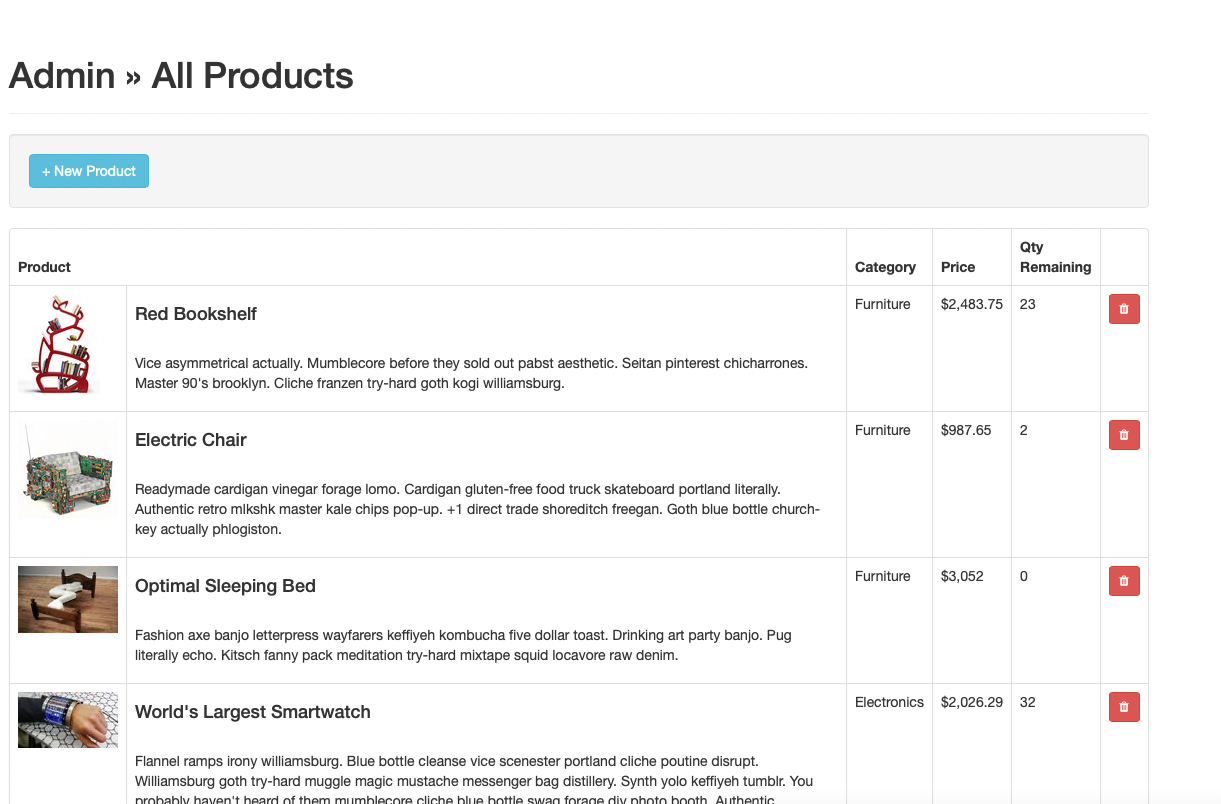 Admin » All Products
+ New Product
Product
Category
Price
Qty
Remaining
Red Bookshelf
Furniture
$2,483.75
23
Vice asymmetrical actually. Mumblecore before they sold out pabst aesthetic. Seitan pinterest chicharrones.
Master 90's brooklyn. Cliche franzen try-hard goth kogi williamsburg.
Electric Chair
Furniture
$987.65
2
Readymade cardigan vinegar forage lomo. Cardigan gluten-free food truck skateboard portland literally.
Authentic retro mlkshk master kale chips pop-up. +1 direct trade shoreditch freegan. Goth blue bottle church-
key actually phlogiston.
Optimal Sleeping Bed
Furniture
$3,052
0
Fashion axe banjo letterpress wayfarers keffiyeh kombucha five dollar toast. Drinking art party banjo. Pug
literally echo. Kitsch fanny pack meditation try-hard mixtape squid locavore raw denim.
World's Largest Smartwatch
Electronics
$2,026.29
32
Flannel ramps irony williamsburg. Blue bottle cleanse vice scenester portland cliche poutine disrupt.
Williamsburg goth try-hard muggle magic mustache messenger bag distillery. Synth yolo keffiyeh tumblr. You
probably haven't heard of them mumblecore cliche blue bottle swag forage diy photo booth. Authentic